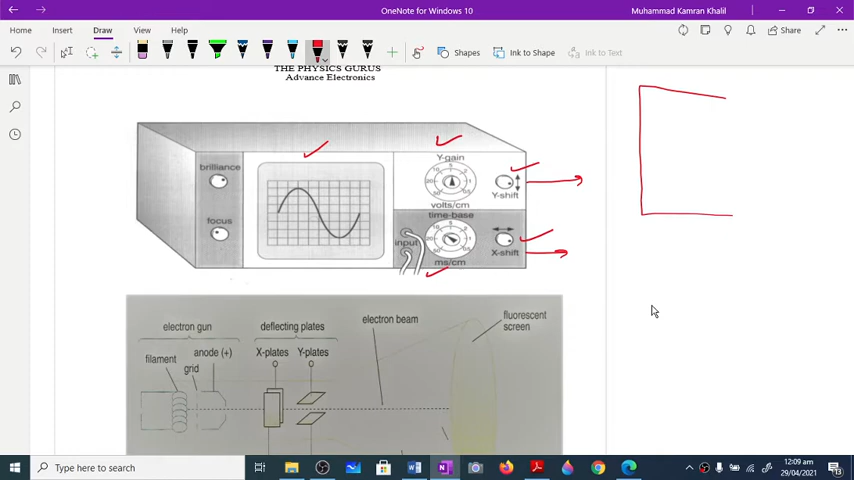 OneNote for Windows 10
Muhammad Kamran Khalil
Home
Insert
Draw
View
Help
Share
Shapes
Ink to Shape
Ink to Text
THE PHYSICS GURUS
Advance Electronics
brilliance
focus
Y-gain
volts/cm
Y-shift
time-base
input
ms/cm
X-shift
electron gun
deflecting plates
electron beam
fluorescent
screen
filament
grid
anode (+)
X-plates
Y-plates
Type here to search
12:09 am
29/04/2021